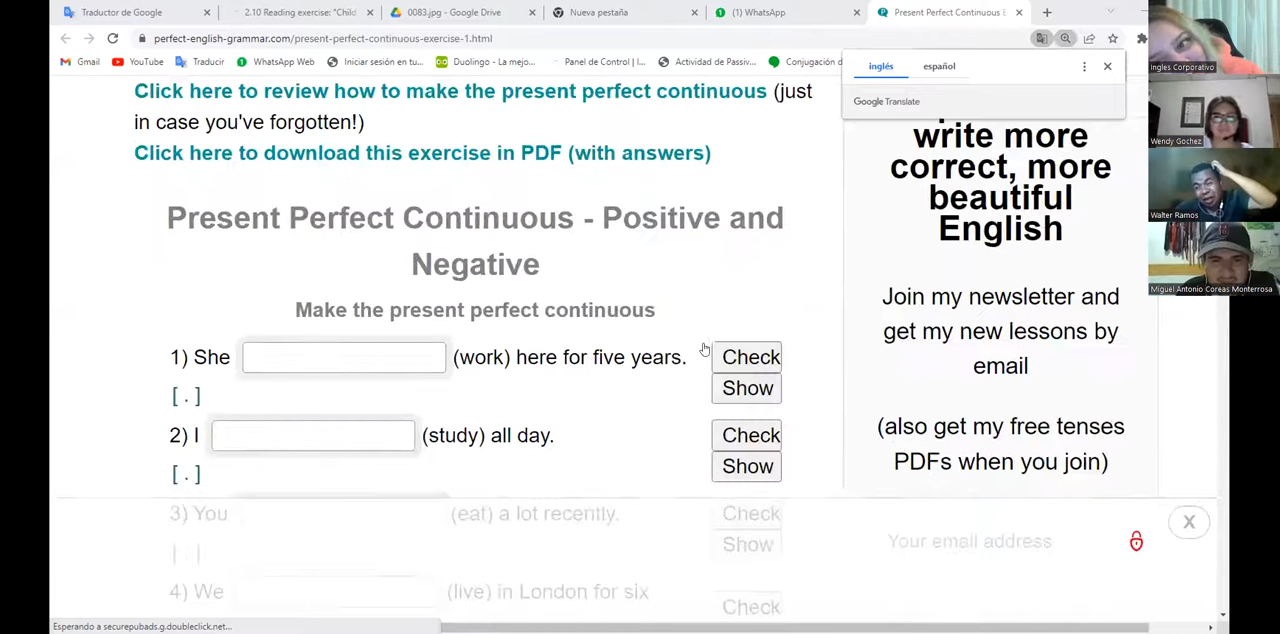 Traductor de Google
2.10 Reading exercise: "Child
0083.jpg - Google Drive
Nueva pestaña
(1) WhatsApp
Present Perfect Continuous E
perfect-english-grammar.com/present-perfect-continuous-exercise-1.html
Gmail
YouTube
Traducir
WhatsApp Web
Iniciar sesión en tu...
Duolingo - La mejo...
Panel de Control | I...
Actividad de Passiv...
Conjugación d
inglés
español
Google Translate
Click here to review how to make the present perfect continuous (just
in case you've forgotten!)
Click here to download this exercise in PDF (with answers)
Present Perfect Continuous - Positive and
Negative
Make the present perfect continuous
1) She (work) here for five years. Check
[ . ] Show
2) I (study) all day. Check
[ . ] Show
3) You (eat) a lot recently. Check
[ . ] Show
4) We (live) in London for six
Check
write more
correct, more
beautiful
English
Join my newsletter and
get my new lessons by
email
(also get my free tenses
PDFs when you join)
Your email address
X
Ingles Corporativo
Wendy Gochez
Walter Ramos
Miguel Antonio Coreas Monterrosa
Esperando a securepubads.g.doubleclick.net...